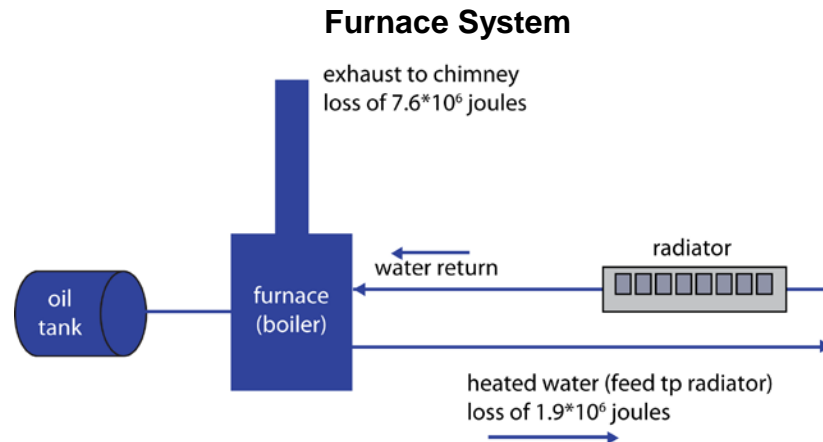 Furnace System
exhaust to chimney
loss of 7.6*10⁶ joules
oil
tank
furnace
(boiler)
water return
radiator
heated water (feed tp radiator)
loss of 1.9*10⁶ joules